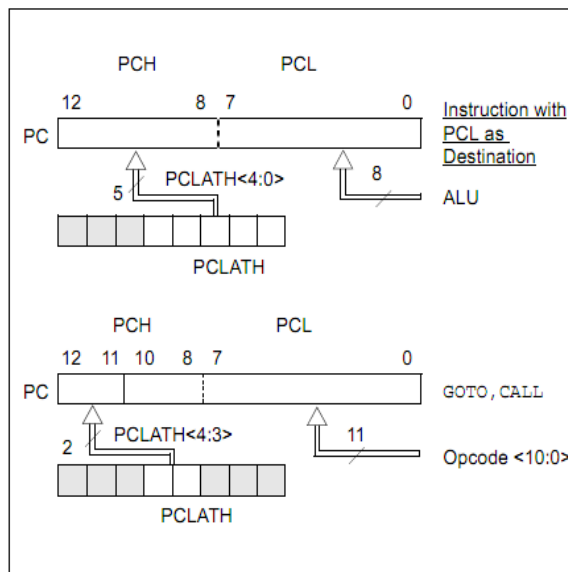 PCH PCL
12 8 7 0
Instruction with
PCL as
Destination
PC
5 PCLATH<4:0> 8
ALU
PCLATH
PCH PCL
12 11 10 8 7 0
PC GOTO, CALL
2 PCLATH<4:3> 11
Opcode <10:0>
PCLATH